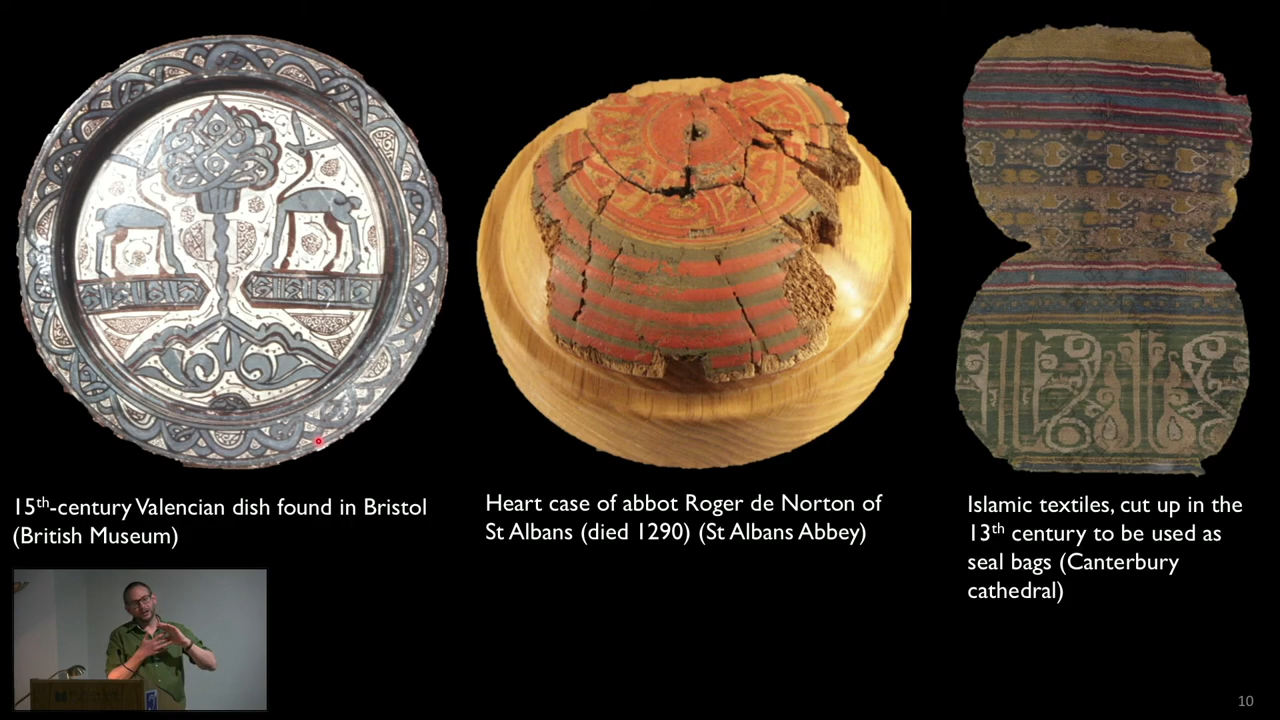 15th-century Valencian dish found in Bristol
(British Museum)
Heart case of abbot Roger de Norton of
St Albans (died 1290) (St Albans Abbey)
Islamic textiles, cut up in the
13th century to be used as
seal bags (Canterbury
cathedral)
10